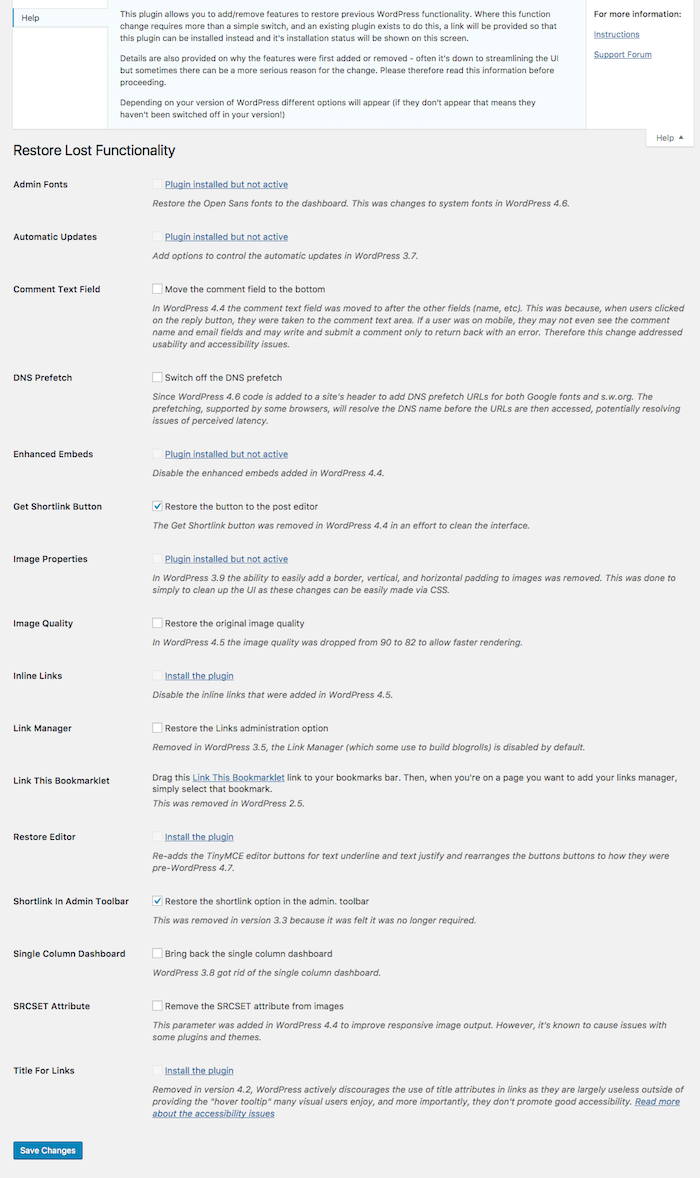 Help
This plugin allows you to add/remove features to restore previous WordPress functionality. Where this function
change requires more than a simple switch, and an existing plugin exists to do this, a link will be provided so that
this plugin can be installed instead and it's installation status will be shown on this screen.
Details are also provided on why the features were first added or removed - often it's down to streamlining the UI
but sometimes there can be a more serious reason for the change. Please therefore read this information before
proceeding.
Depending on your version of WordPress different options will appear (if they don't appear that means they
haven't been switched off in your version!)
For more information:
Instructions
Support Forum
Help
Restore Lost Functionality
Admin Fonts
Plugin installed but not active
Restore the Open Sans fonts to the dashboard. This was changes to system fonts in WordPress 4.6.
Automatic Updates
Plugin installed but not active
Add options to control the automatic updates in WordPress 3.7.
Comment Text Field
Move the comment field to the bottom
In WordPress 4.4 the comment text field was moved to after the other fields (name, etc). This was because, when users clicked
on the reply button, they were taken to the comment text area. If a user was on mobile, they may not even see the comment
name and email fields and may write and submit a comment only to return back with an error. Therefore this change addressed
usability and accessibility issues.
DNS Prefetch
Switch off the DNS prefetch
Since WordPress 4.6 code is added to a site's header to add DNS prefetch URLs for both Google fonts and s.w.org. The
prefetching, supported by some browsers, will resolve the DNS name before the URLs are then accessed, potentially resolving
issues of perceived latency.
Enhanced Embeds
Plugin installed but not active
Disable the enhanced embeds added in WordPress 4.4.
Get Shortlink Button
Restore the button to the post editor
The Get Shortlink button was removed in WordPress 4.4 in an effort to clean the interface.
Image Properties
Plugin installed but not active
In WordPress 3.9 the ability to easily add a border, vertical, and horizontal padding to images was removed. This was done to
simply to clean up the UI as these changes can be easily made via CSS.
Image Quality
Restore the original image quality
In WordPress 4.5 the image quality was dropped from 90 to 82 to allow faster rendering.
Inline Links
Install the plugin
Disable the inline links that were added in WordPress 4.5.
Link Manager
Restore the Links administration option
Removed in WordPress 3.5, the Link Manager (which some use to build blogrolls) is disabled by default.
Link This Bookmarklet
Drag this Link This Bookmarklet link to your bookmarks bar. Then, when you're on a page you want to add your links manager,
simply select that bookmark.
This was removed in WordPress 2.5.
Restore Editor
Install the plugin
Re-adds the TinyMCE editor buttons for text underline and text justify and rearranges the buttons buttons to how they were
pre-WordPress 4.7.
Shortlink In Admin Toolbar
Restore the shortlink option in the admin. toolbar
This was removed in version 3.3 because it was felt it was no longer required.
Single Column Dashboard
Bring back the single column dashboard
WordPress 3.8 got rid of the single column dashboard.
SRCSET Attribute
Remove the SRCSET attribute from images
This parameter was added in WordPress 4.4 to improve responsive image output. However, it's known to cause issues with
some plugins and themes.
Title For Links
Install the plugin
Removed in version 4.2, WordPress actively discourages the use of title attributes in links as they are largely useless outside of
providing the "hover tooltip" many visual users enjoy, and more importantly, they don't promote good accessibility. Read more
about the accessibility issues
Save Changes